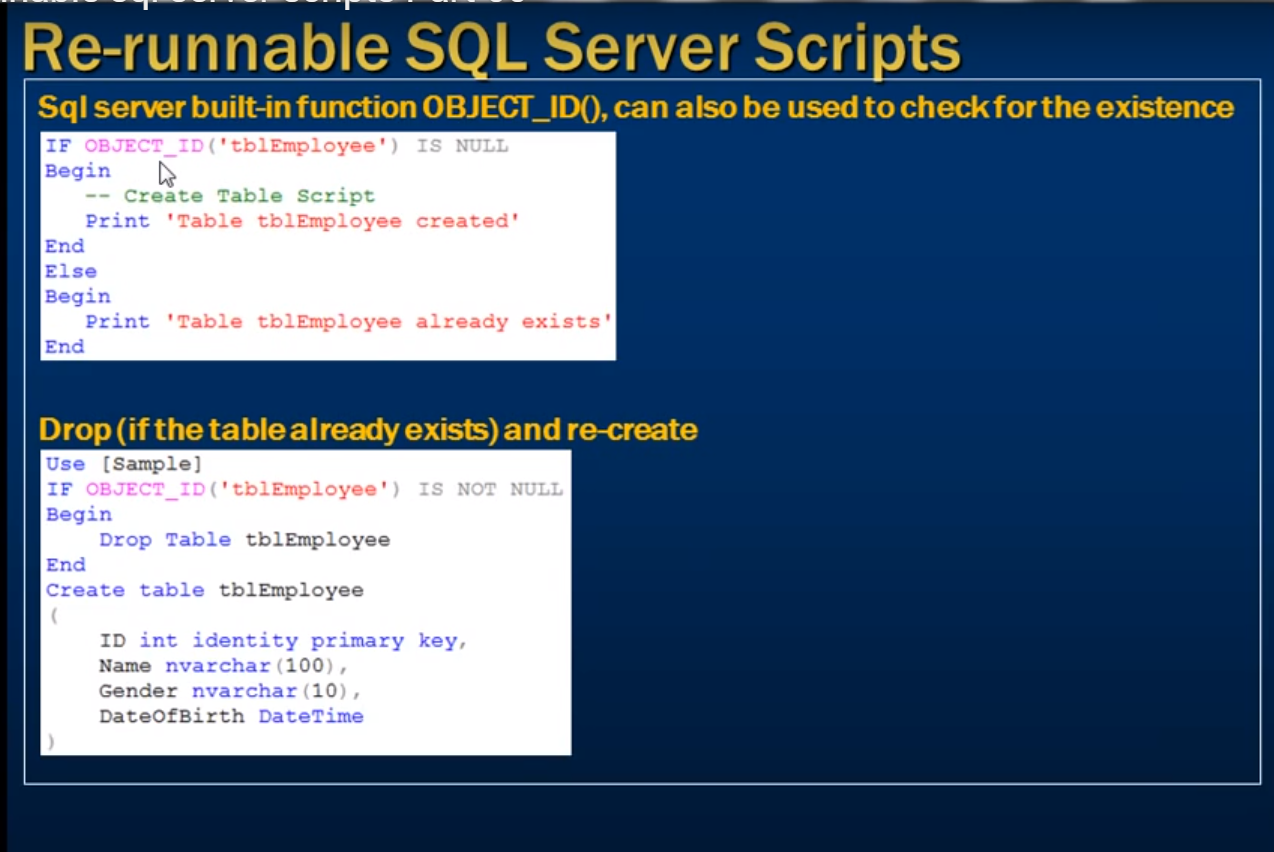 Re-runnable SQL Server Scripts
Sql server built-in function OBJECT_ID(), can also be used to check for the existence
IF OBJECT_ID('tblEmployee') IS NULL
Begin
-- Create Table Script
Print 'Table tblEmployee created'
End
Else
Begin
Print 'Table tblEmployee already exists'
End
Drop (if the table already exists) and re-create
Use [Sample]
IF OBJECT_ID('tblEmployee') IS NOT NULL
Begin
Drop Table tblEmployee
End
Create table tblEmployee
(
ID int identity primary key,
Name nvarchar(100),
Gender nvarchar(10),
DateOfBirth DateTime
)